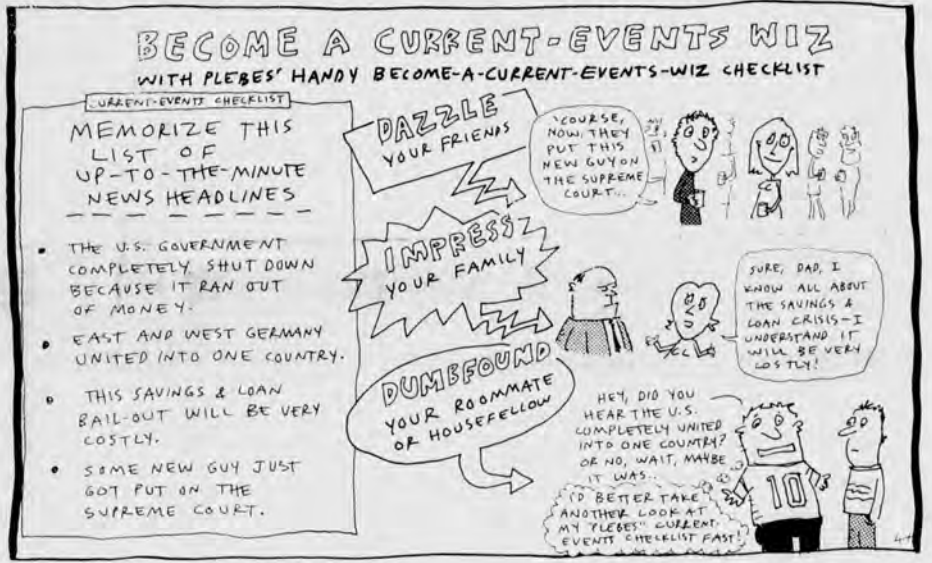 BECOME A CURRENT-EVENTS WIZ
WITH PLEBES' HANDY BECOME-A-CURRENT-EVENTS-WIZ CHECKLIST
CURRENT-EVENTS CHECKLIST
MEMORIZE THIS
LIST OF
UP-TO-THE-MINUTE
NEWS HEADLINES
• THE U.S. GOVERNMENT
COMPLETELY SHUT DOWN
BECAUSE IT RAN OUT
OF MONEY.
• EAST AND WEST GERMANY
UNITED INTO ONE COUNTRY.
• THIS SAVINGS & LOAN
BAIL-OUT WILL BE VERY
COSTLY.
• SOME NEW GUY JUST
GOT PUT ON THE
SUPREME COURT.
DAZZLE
YOUR FRIENDS
'COURSE,
NOW, THEY
PUT THIS
NEW GUY ON
THE SUPREME
COURT...
IMPRESS
YOUR FAMILY
SURE, DAD, I
KNOW ALL ABOUT
THE SAVINGS &
LOAN CRISIS—I
UNDERSTAND IT
WILL BE VERY
COSTLY!
DUMBFOUND
YOUR ROOMMATE
OR HOUSEFELLOW
HEY, DID YOU
HEAR THE U.S.
COMPLETELY UNITED
INTO ONE COUNTRY?
OR NO, WAIT, MAYBE
IT WAS..
I'D BETTER TAKE
ANOTHER LOOK AT
MY "PLEBES" CURRENT-
EVENTS CHECKLIST FAST!
10